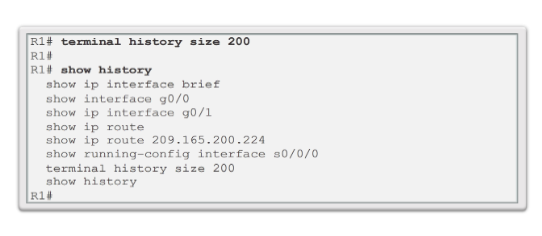 R1# terminal history size 200
R1#
R1# show history
show ip interface brief
show interface g0/0
show ip interface g0/1
show ip route
show ip route 209.165.200.224
show running-config interface s0/0/0
terminal history size 200
show history
R1#